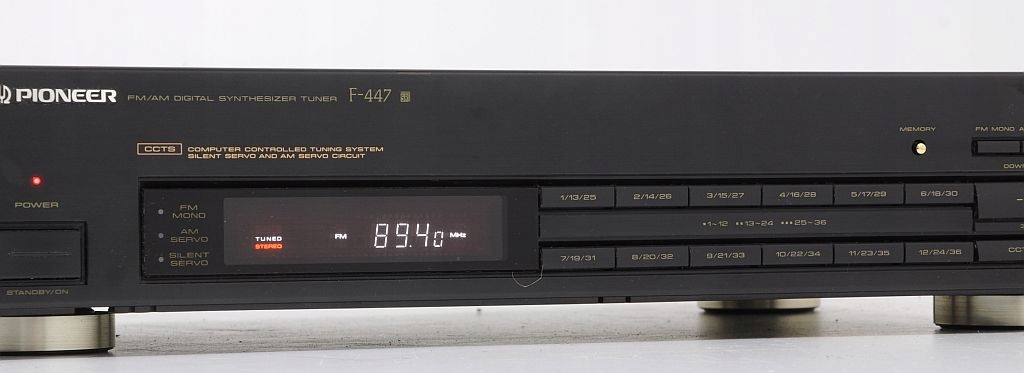 PIONEER FM/AM DIGITAL SYNTHESIZER TUNER F-447
CCTS COMPUTER CONTROLLED TUNING SYSTEM
SILENT SERVO AND AM SERVO CIRCUIT
MEMORY
FM MONO
POWER
STANDBY/ON
FM
MONO
AM
SERVO
SILENT
SERVO
TUNED
STEREO
FM 89.40 MHz
1/13/25 2/14/26 3/15/27 4/16/28 5/17/29 6/18/30
•1~12 ••13~24 •••25~36
7/19/31 8/20/32 9/21/33 10/22/34 11/23/35 12/24/36